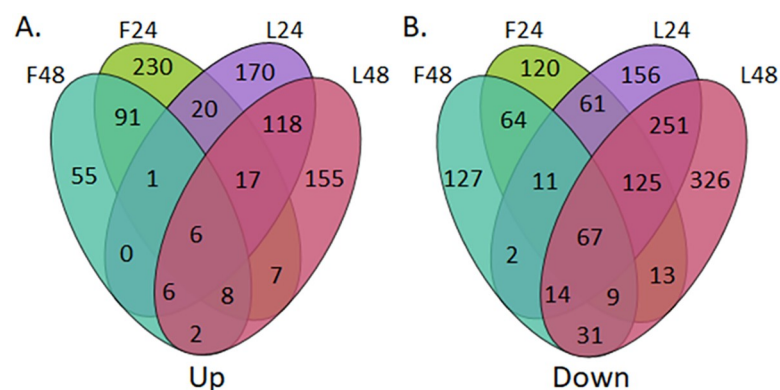 A. F24 L24 B. F24 L24
F48 230 170 L48 F48 120 156 L48
91 20 118 64 61 251
55 1 17 155 127 11 125 326
0 6 7 2 67 13
6 8 14 9
2 31
Up Down